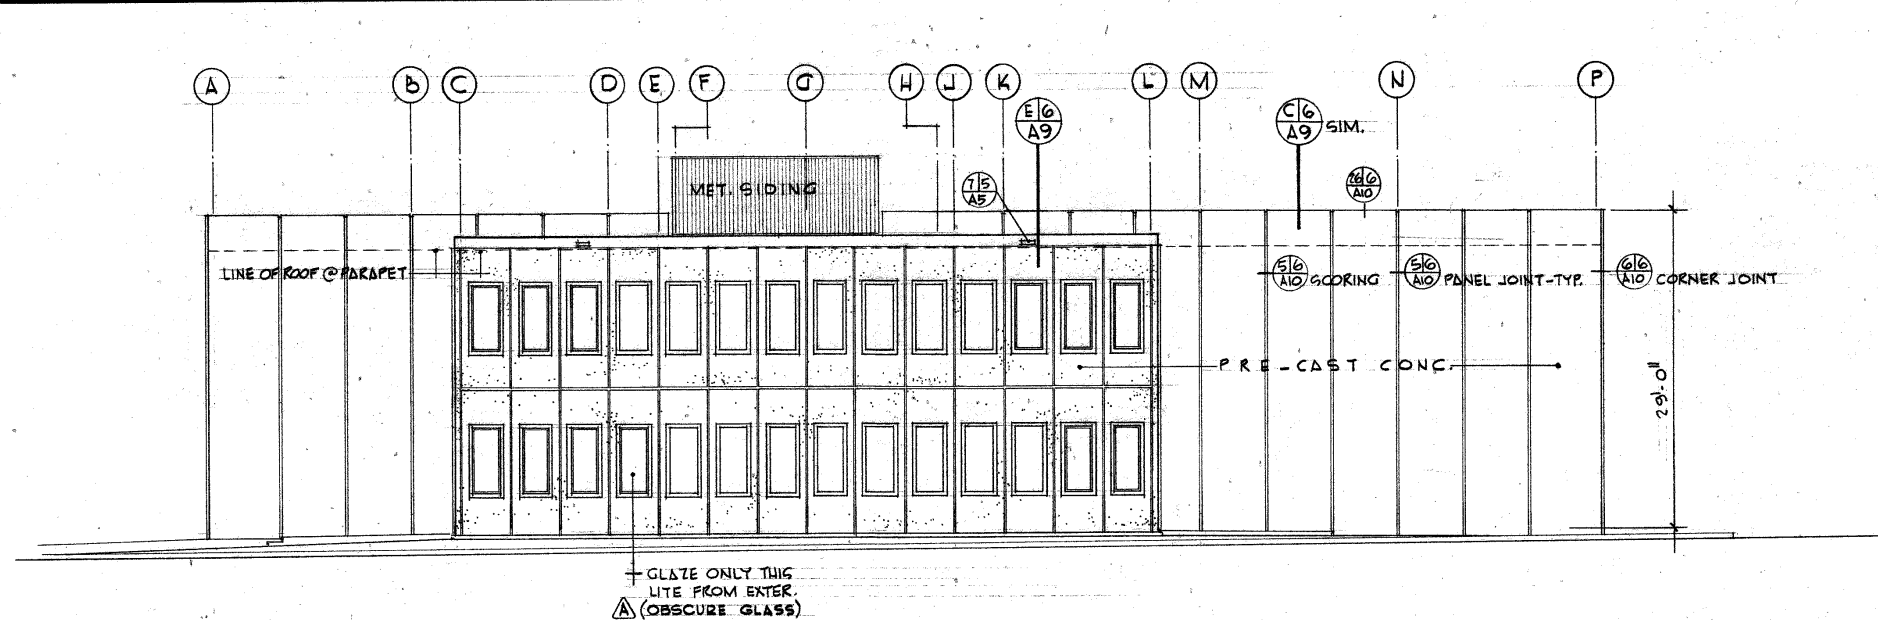 A B C D E F G H J K L M N P
E 6
A9
C 6
A9 SIM.
7 5
A5
26 6
A10
MET. SIDING
LINE OF ROOF @ PARAPET
5 6
A10 SCORING
5 6
A10 PANEL JOINT-TYP.
6 6
A10 CORNER JOINT
PRE-CAST CONC.
29'-0"
GLAZE ONLY THIS
LITE FROM EXTER.
A (OBSCURE GLASS)